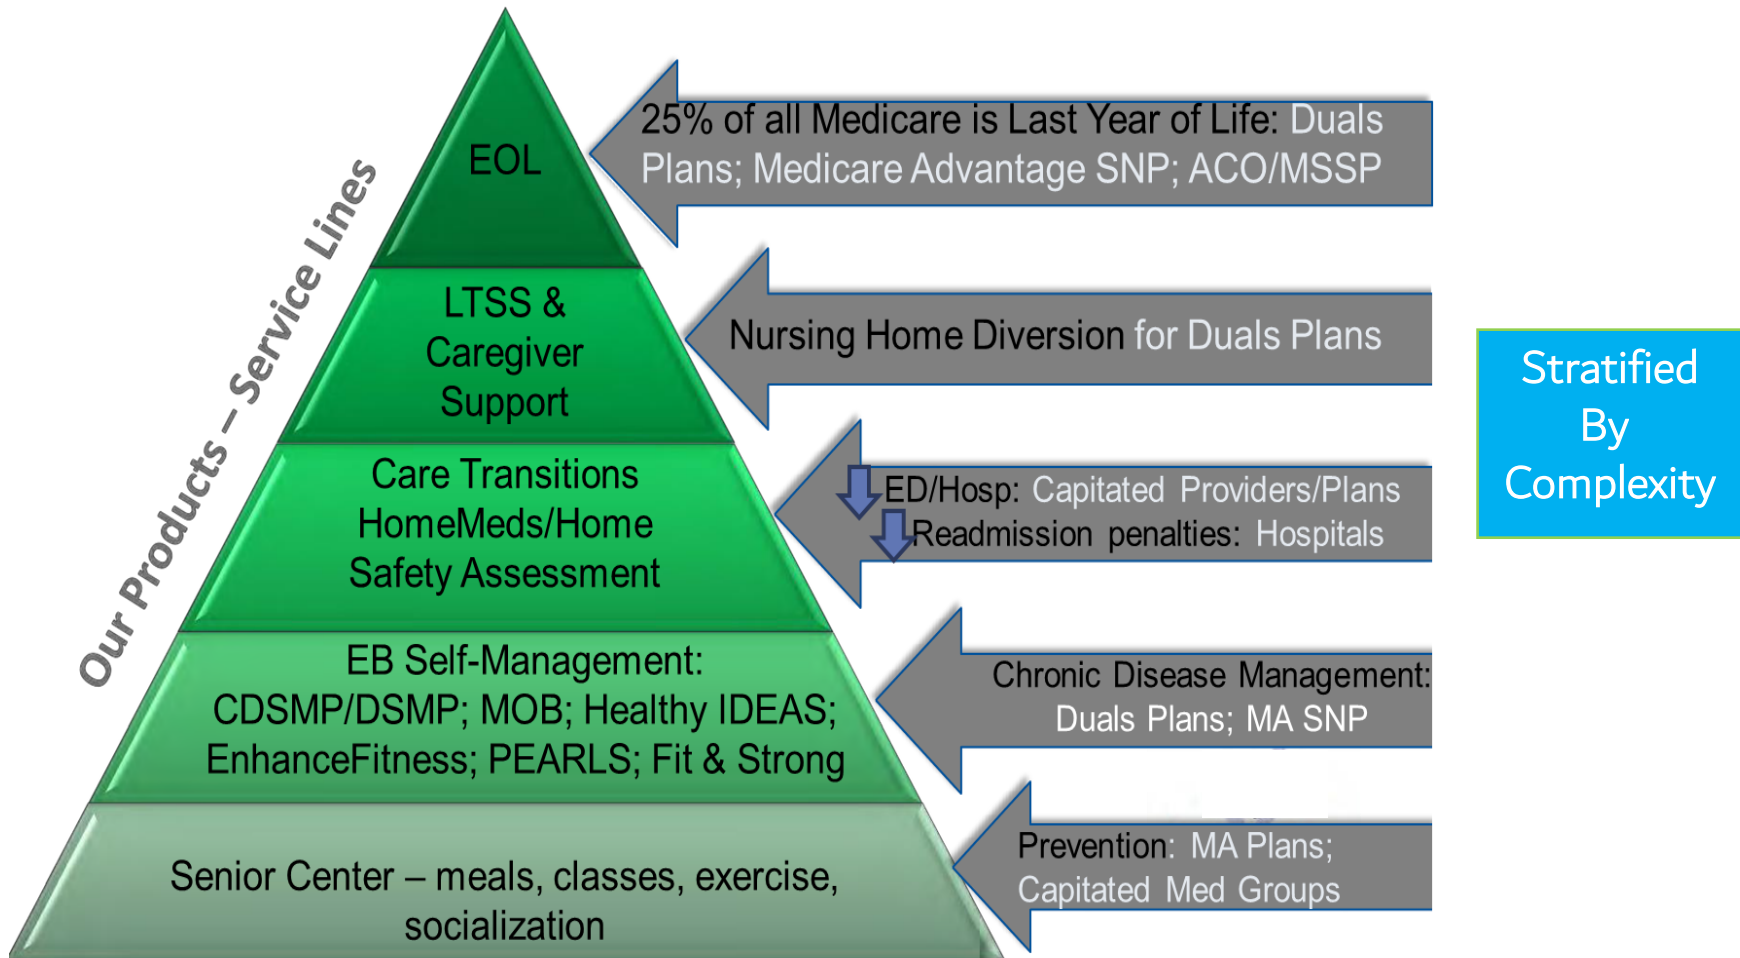 Our Products – Service Lines
EOL
25% of all Medicare is Last Year of Life: Duals
Plans; Medicare Advantage SNP; ACO/MSSP
LTSS &
Caregiver
Support
Nursing Home Diversion for Duals Plans
Care Transitions
HomeMeds/Home
Safety Assessment
ED/Hosp: Capitated Providers/Plans
Readmission penalties: Hospitals
EB Self-Management:
CDSMP/DSMP; MOB; Healthy IDEAS;
EnhanceFitness; PEARLS; Fit & Strong
Chronic Disease Management:
Duals Plans; MA SNP
Senior Center – meals, classes, exercise,
socialization
Prevention: MA Plans;
Capitated Med Groups
Stratified
By
Complexity